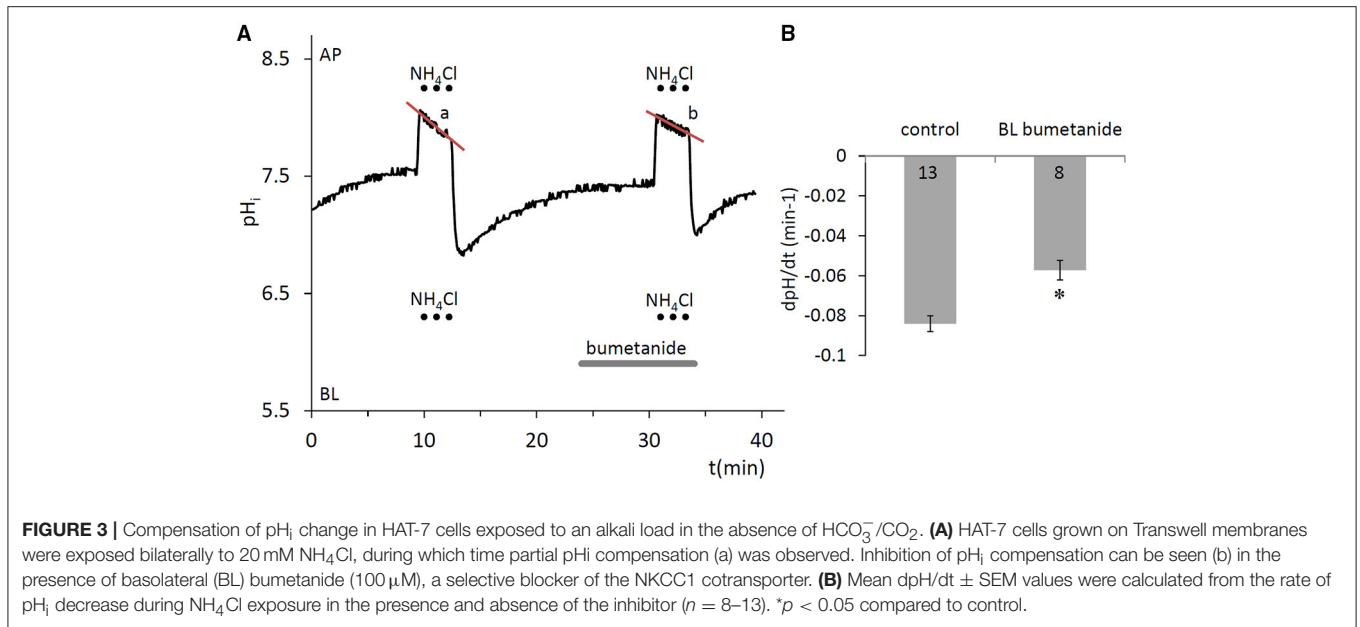 A
AP
8.5
7.5
6.5
5.5
pHi
NH4Cl
a
NH4Cl
b
NH4Cl
NH4Cl
bumetanide
BL
0 10 20 30 40
t(min)
B
control BL bumetanide
0
-0.02
-0.04
-0.06
-0.08
-0.1
dpH/dt (min-1)
13
8
*
FIGURE 3 | Compensation of pHi change in HAT-7 cells exposed to an alkali load in the absence of HCO3−/CO2. (A) HAT-7 cells grown on Transwell membranes
were exposed bilaterally to 20 mM NH4Cl, during which time partial pHi compensation (a) was observed. Inhibition of pHi compensation can be seen (b) in the
presence of basolateral (BL) bumetanide (100 μM), a selective blocker of the NKCC1 cotransporter. (B) Mean dpH/dt ± SEM values were calculated from the rate of
pHi decrease during NH4Cl exposure in the presence and absence of the inhibitor (n = 8–13). *p < 0.05 compared to control.